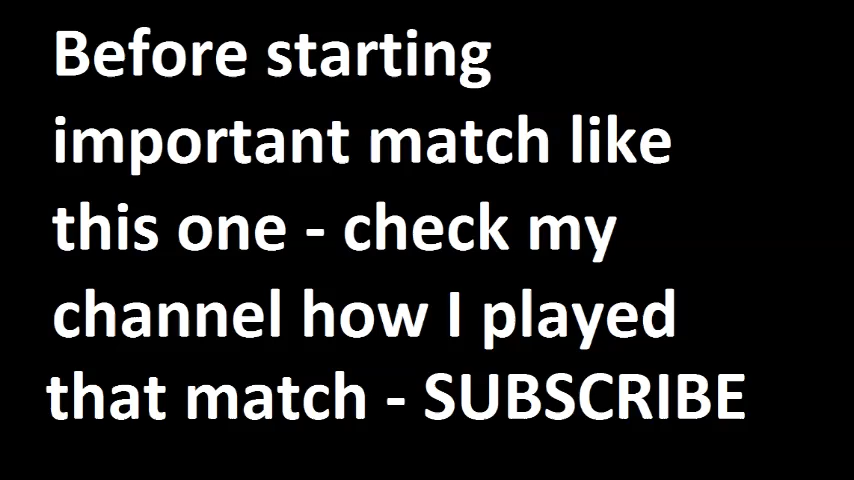 Before starting
important match like
this one - check my
channel how I played
that match - SUBSCRIBE